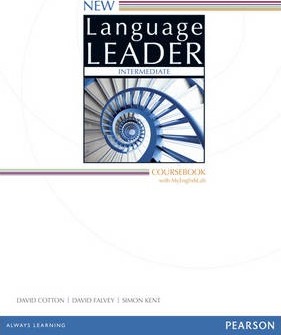 NEW
Language
LEADER
INTERMEDIATE
COURSEBOOK
with MyEnglishLab
DAVID COTTON | DAVID FALVEY | SIMON KENT
ALWAYS LEARNING
PEARSON